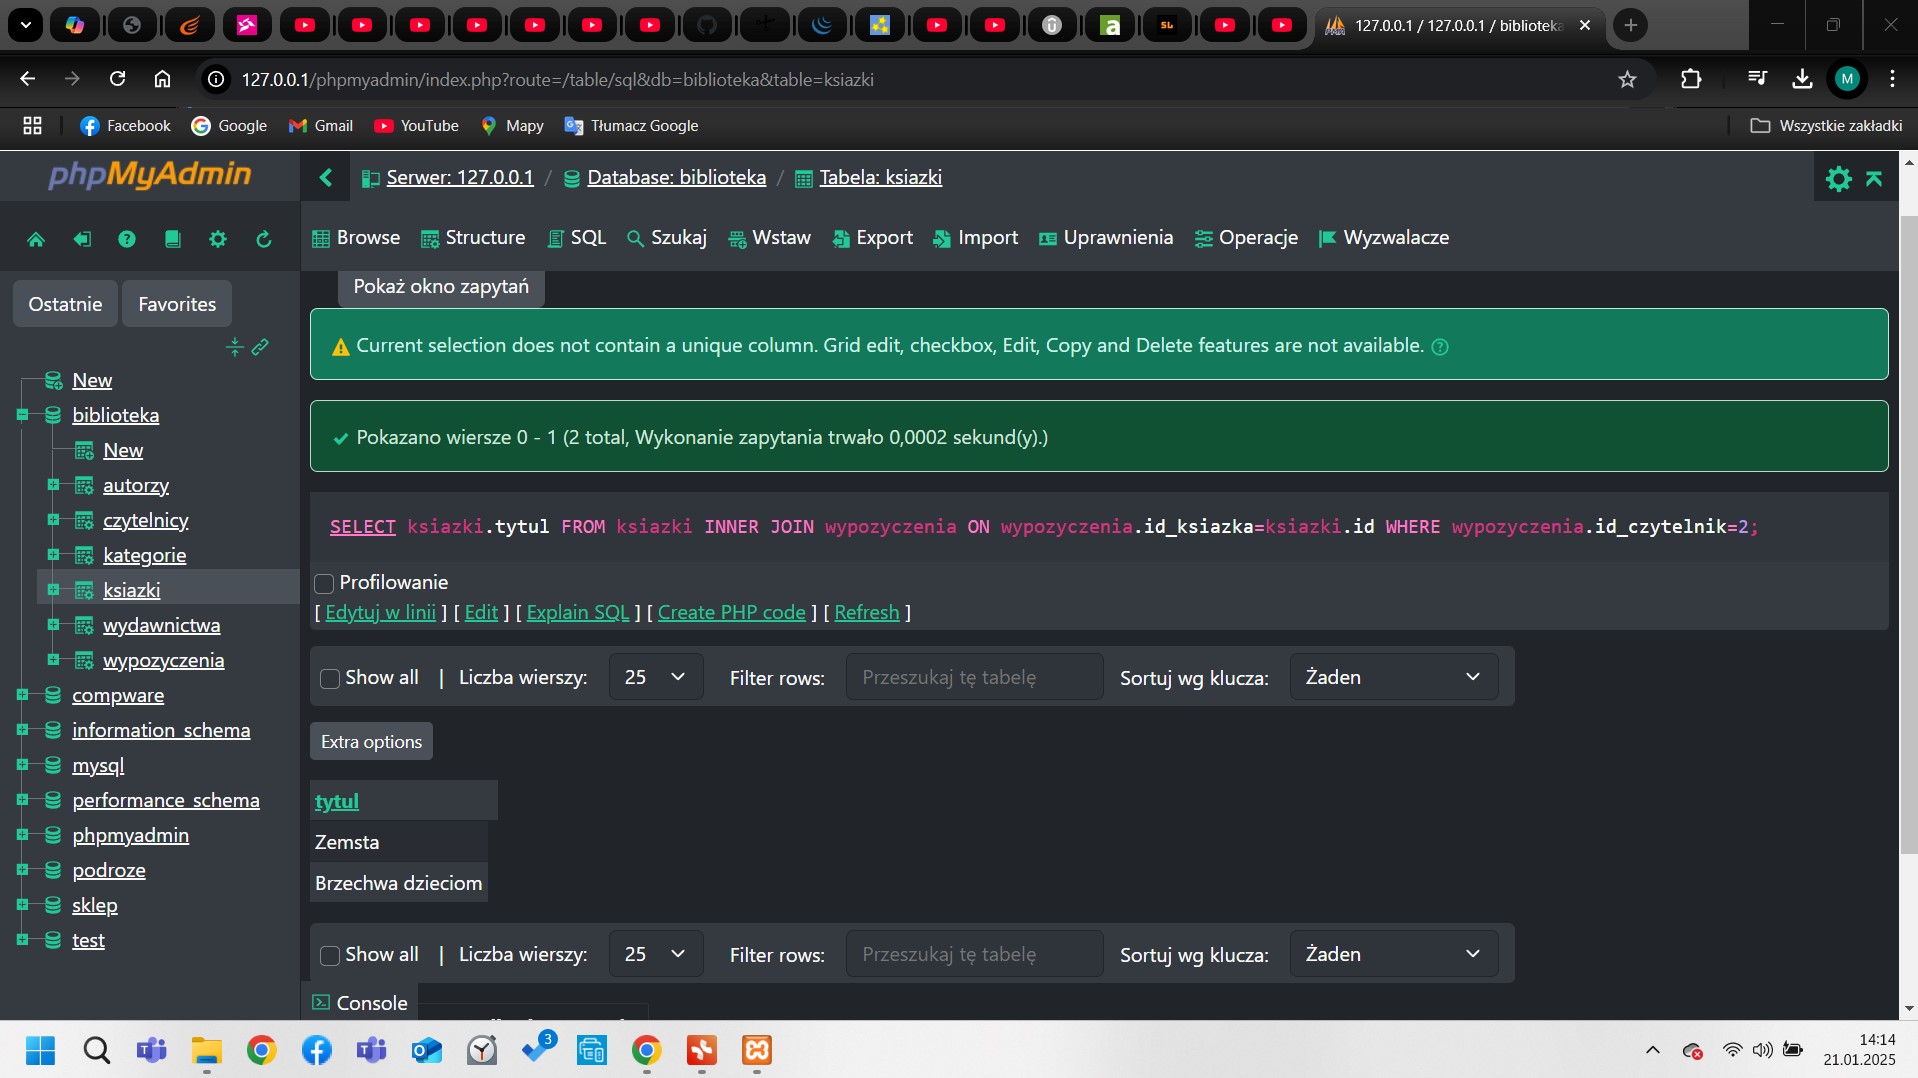 127.0.0.1 / 127.0.0.1 / biblioteka
127.0.0.1/phpmyadmin/index.php?route=/table/sql&db=biblioteka&table=ksiazki
M
Facebook
Google
Gmail
YouTube
Mapy
Tłumacz Google
Wszystkie zakładki
phpMyAdmin
Serwer: 127.0.0.1 / Database: biblioteka / Tabela: ksiazki
Browse
Structure
SQL
Szukaj
Wstaw
Export
Import
Uprawnienia
Operacje
Wyzwalacze
Ostatnie
Favorites
New
biblioteka
New
autorzy
czytelnicy
kategorie
ksiazki
wydawnictwa
wypozyczenia
compware
information_schema
mysql
performance_schema
phpmyadmin
podroze
sklep
test
Pokaż okno zapytań
Current selection does not contain a unique column. Grid edit, checkbox, Edit, Copy and Delete features are not available.
Pokazano wiersze 0 - 1 (2 total, Wykonanie zapytania trwało 0,0002 sekund(y).)
SELECT ksiazki.tytul FROM ksiazki INNER JOIN wypozyczenia ON wypozyczenia.id_ksiazka=ksiazki.id WHERE wypozyczenia.id_czytelnik=2;
Profilowanie
[ Edytuj w linii ] [ Edit ] [ Explain SQL ] [ Create PHP code ] [ Refresh ]
Show all | Liczba wierszy: 25 Filter rows: Przeszukaj tę tabelę Sortuj wg klucza: Żaden
Extra options
tytul
Zemsta
Brzechwa dzieciom
Show all | Liczba wierszy: 25 Filter rows: Przeszukaj tę tabelę Sortuj wg klucza: Żaden
Console
3
14:14
21.01.2025